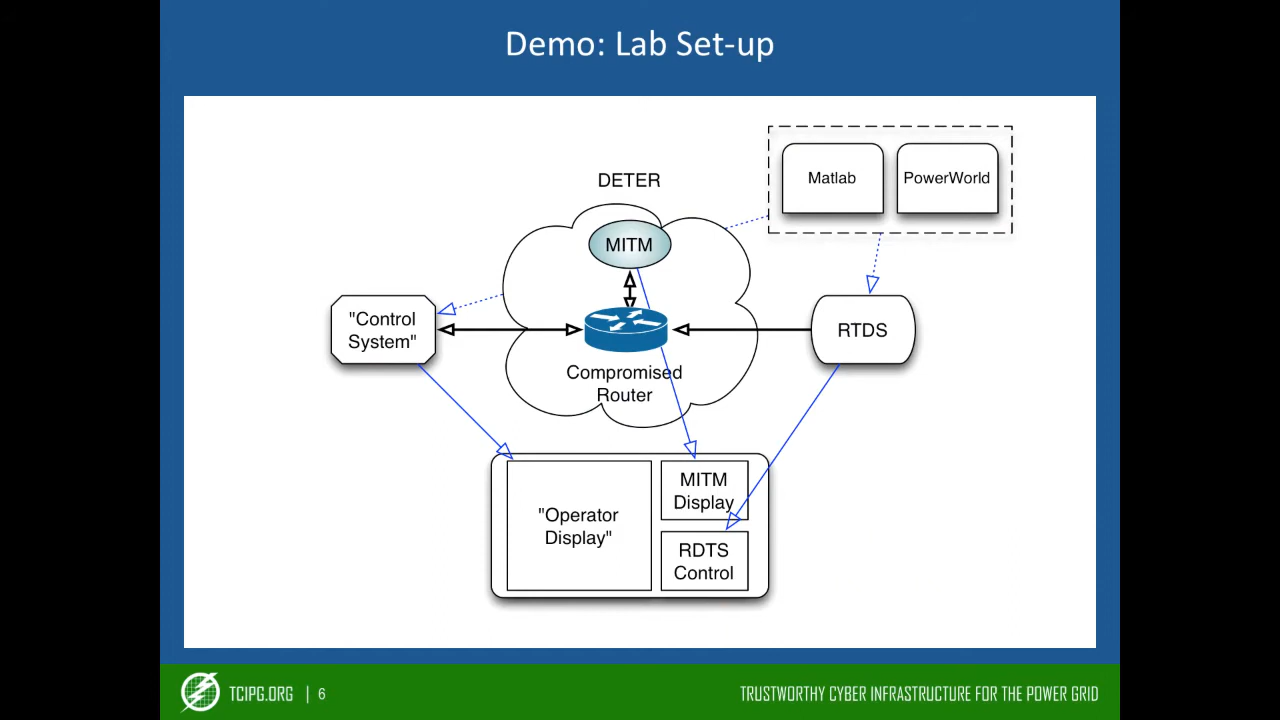 Demo: Lab Set-up
DETER
Matlab
PowerWorld
MITM
"Control
System"
RTDS
Compromised
Router
"Operator
Display"
MITM
Display
RDTS
Control
TCIPG.ORG | 6
TRUSTWORTHY CYBER INFRASTRUCTURE FOR THE POWER GRID